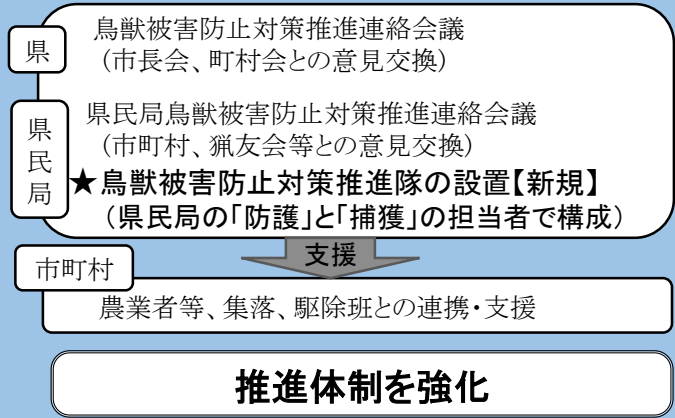 県
鳥獣被害防止対策推進連絡会議
(市長会、町村会との意見交換)
県民局
県民局鳥獣被害防止対策推進連絡会議
(市町村、猟友会等との意見交換)
★鳥獣被害防止対策推進隊の設置【新規】
(県民局の「防護」と「捕獲」の担当者で構成)
支援
市町村
農業者等、集落、駆除班との連携・支援
推進体制を強化